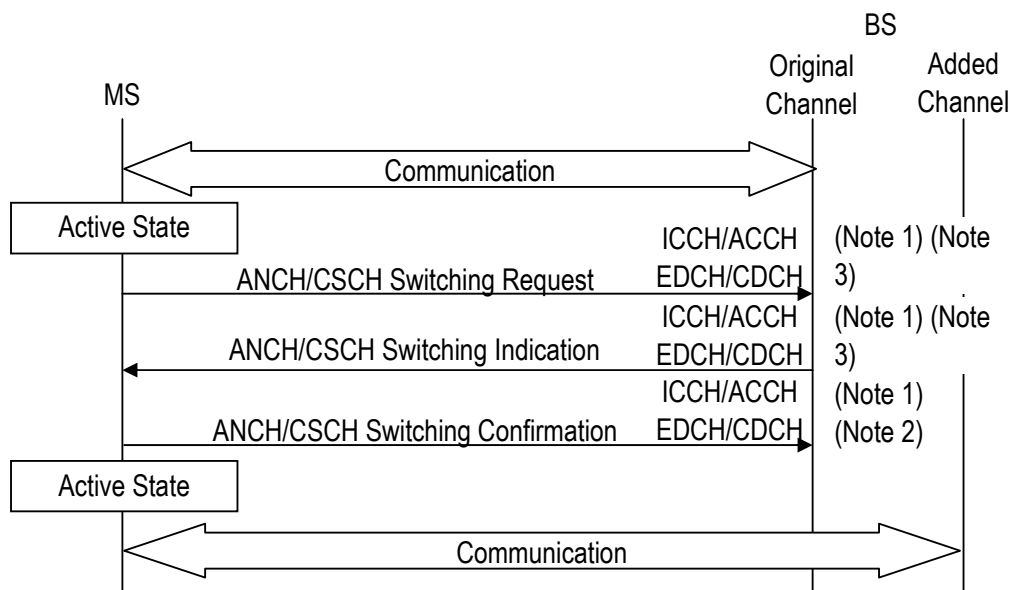 BS
Original
Channel
Added
Channel
MS
Communication
Active State
ICCH/ACCH
EDCH/CDCH
(Note 1) (Note
3)
ANCH/CSCH Switching Request
ICCH/ACCH
EDCH/CDCH
(Note 1) (Note
3)
ANCH/CSCH Switching Indication
ICCH/ACCH
EDCH/CDCH
(Note 1)
(Note 2)
ANCH/CSCH Switching Confirmation
Active State
Communication